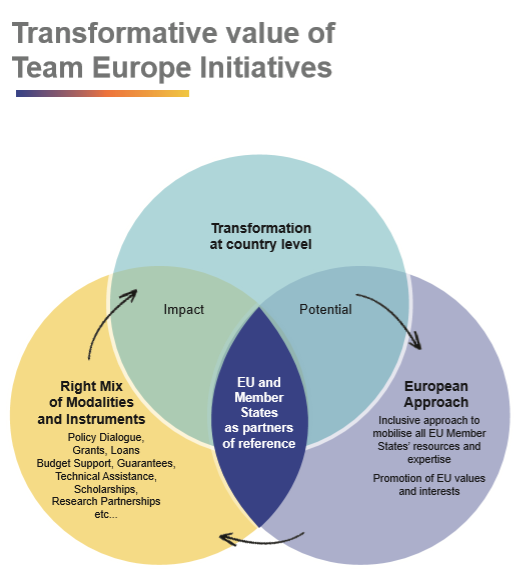 Transformative value of
Team Europe Initiatives
Transformation
at country level
Impact
Potential
EU and
Member
States
as partners
of reference
Right Mix
of Modalities
and Instruments
Policy Dialogue,
Grants, Loans
Budget Support, Guarantees,
Technical Assistance,
Scholarships,
Research Partnerships
etc...
European
Approach
Inclusive approach to
mobilise all EU Member
States' resources and
expertise
Promotion of EU values
and interests